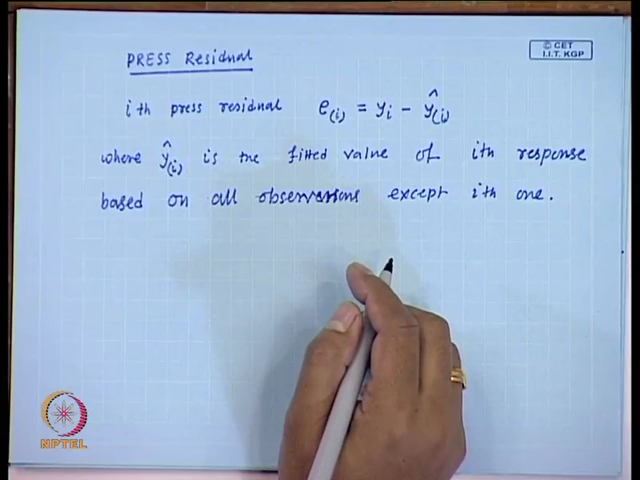 © CET
I.I.T. KGP
PRESS Residual
ith press residual e₍ᵢ₎ = yᵢ − ŷ₍ᵢ₎
where ŷ₍ᵢ₎ is the fitted value of ith response
based on all observations except ith one.
NPTEL